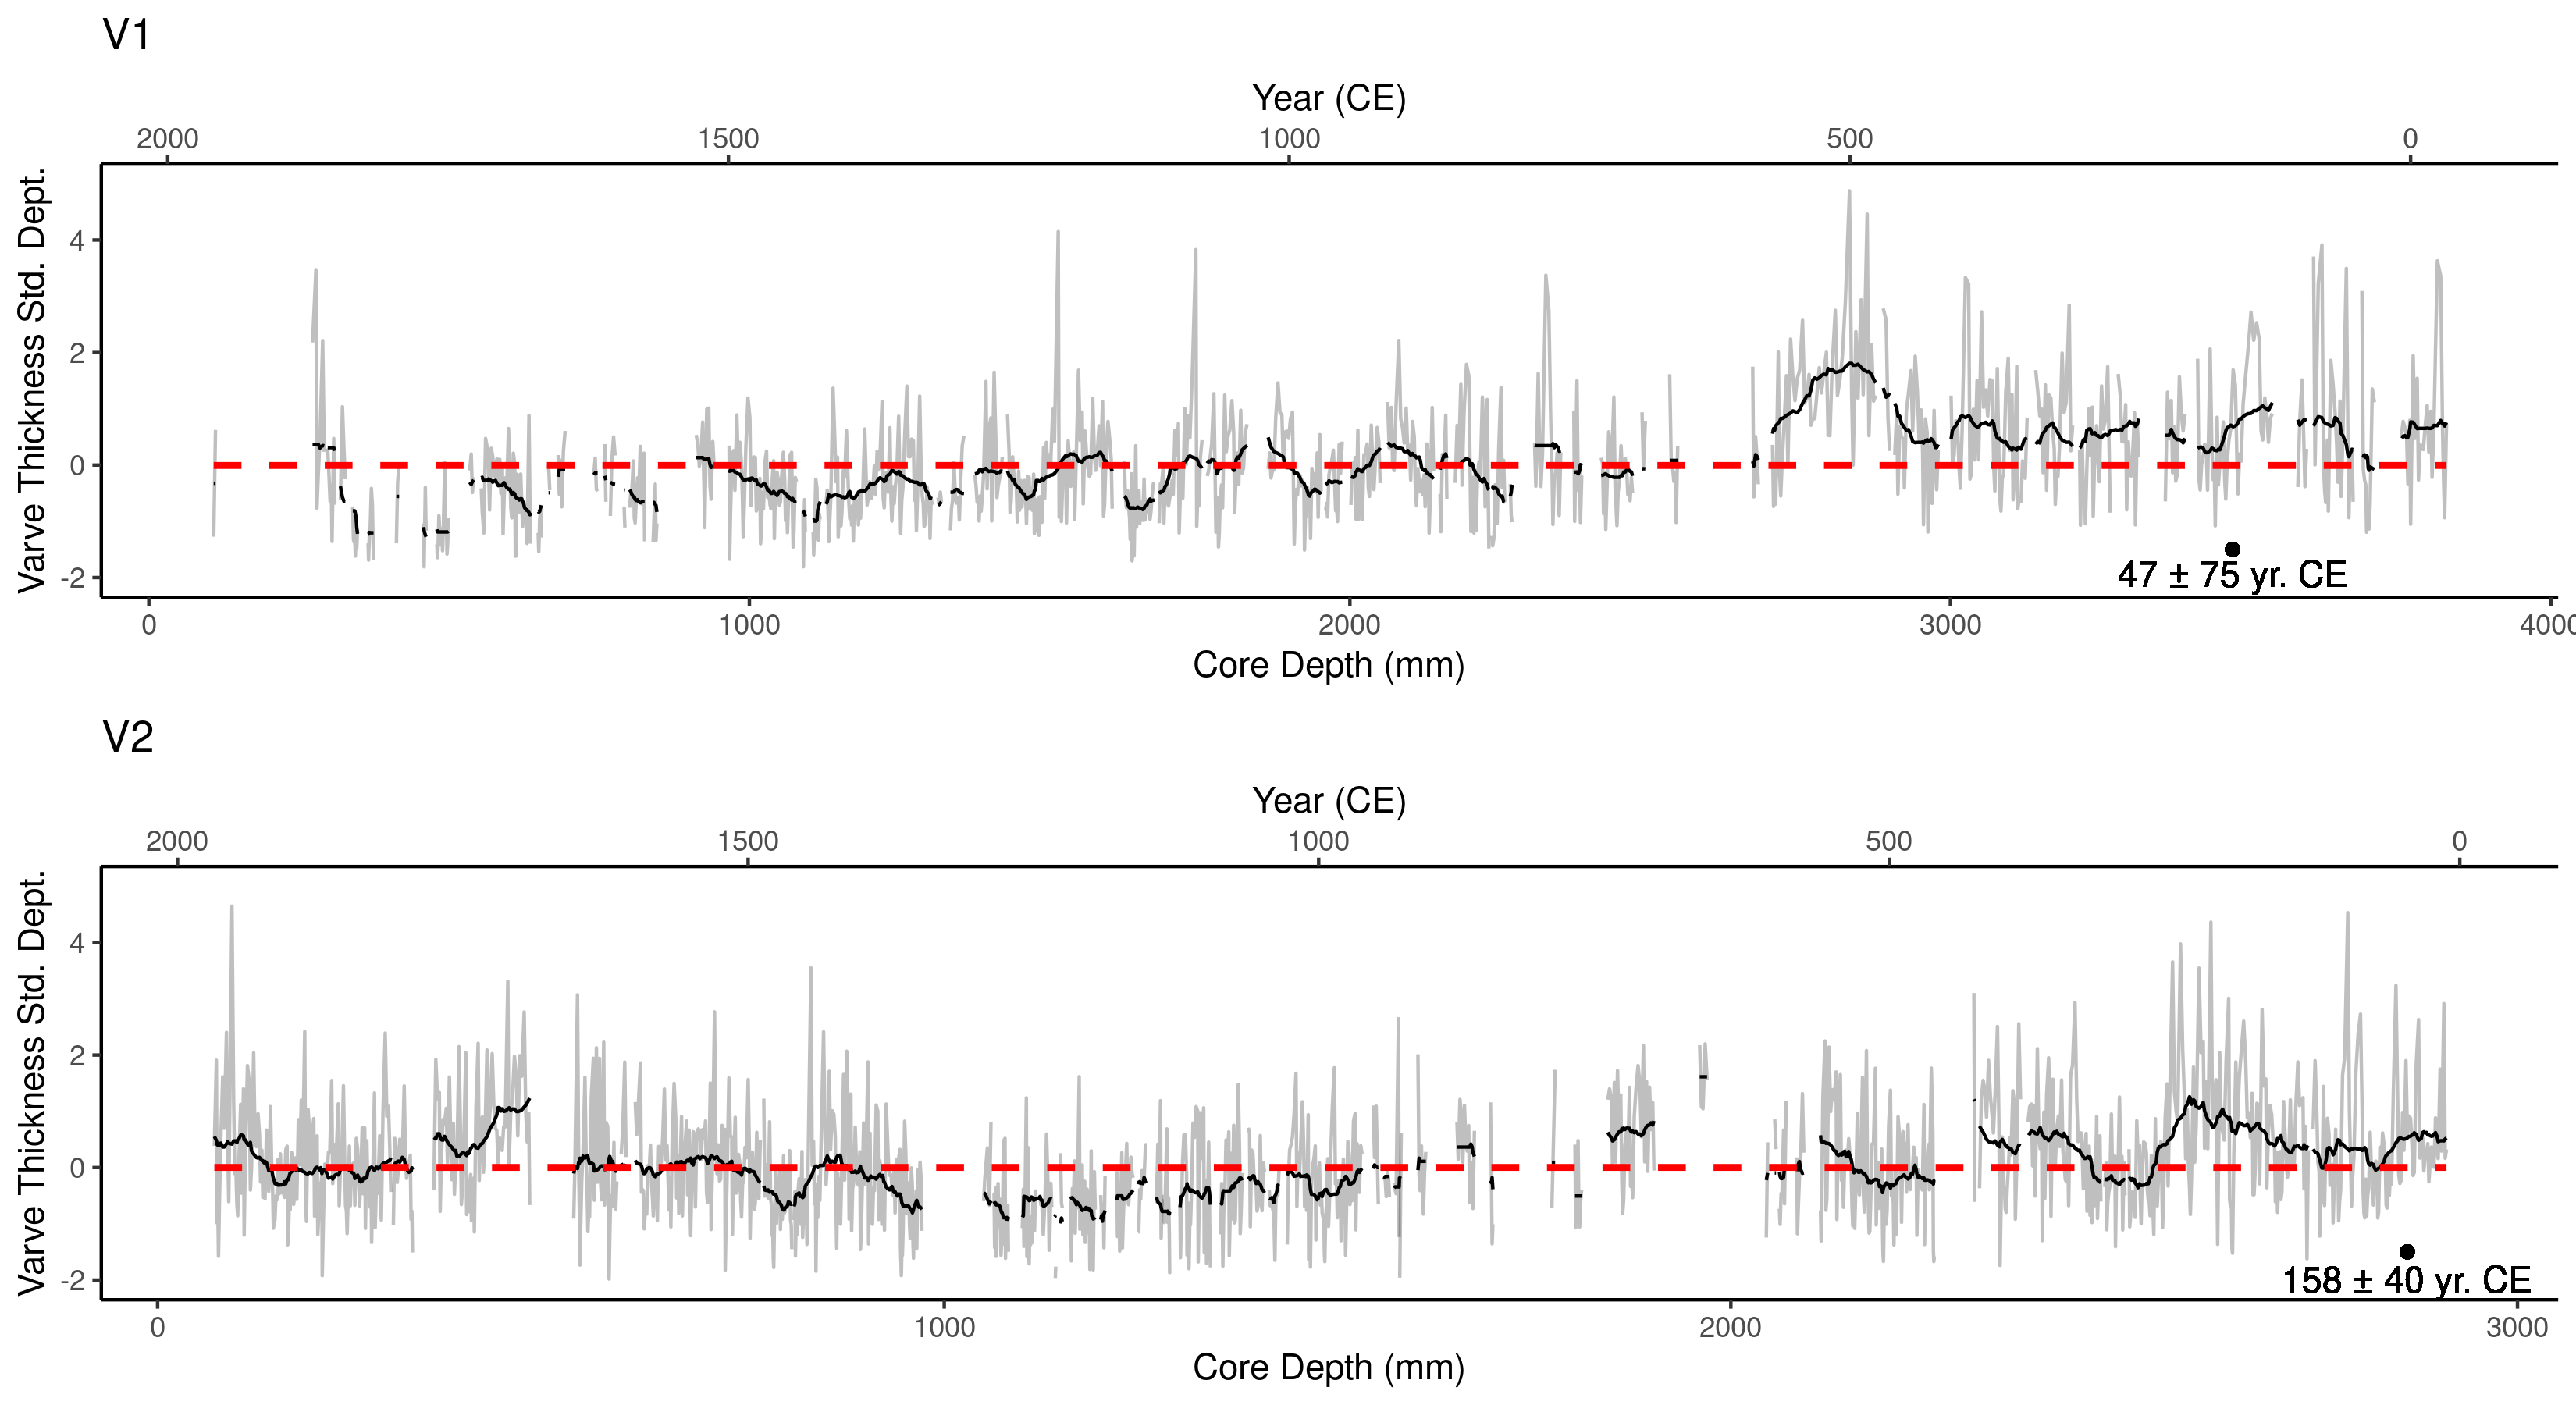 V1
Year (CE)
2000 1500 1000 500 0
Varve Thickness Std. Dept.
4
2
0
-2
47 ± 75 yr. CE
0 1000 2000 3000 4000
Core Depth (mm)
V2
Year (CE)
2000 1500 1000 500 0
Varve Thickness Std. Dept.
4
2
0
-2
158 ± 40 yr. CE
0 1000 2000 3000
Core Depth (mm)